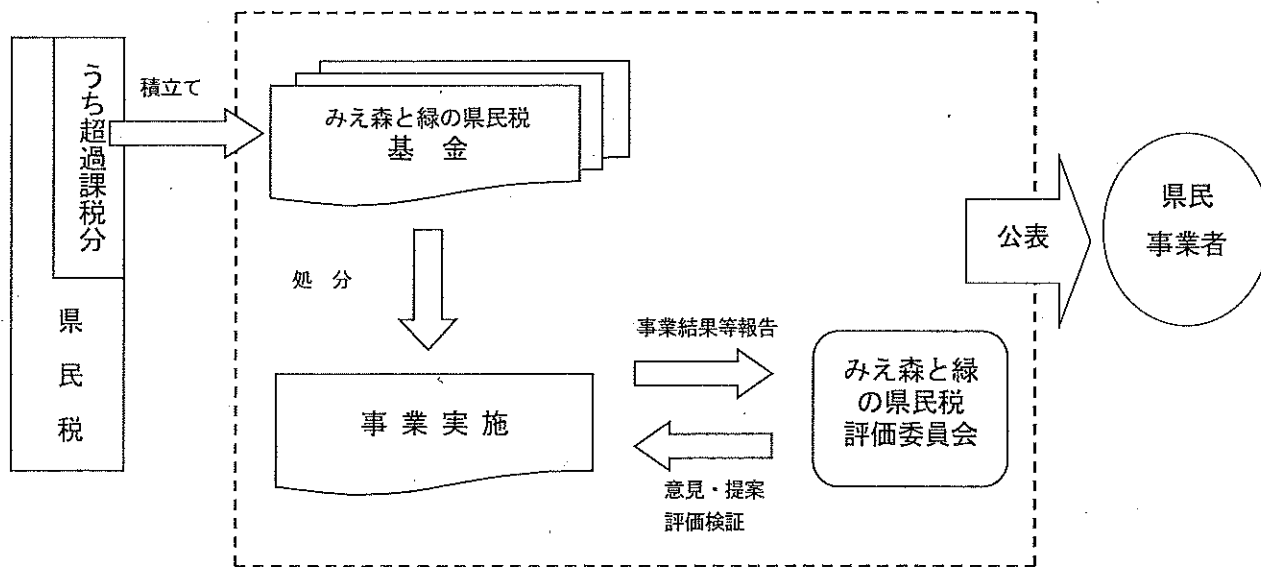 うち超過課税分
県民税
積立て
みえ森と緑の県民税
基　金
処　分
事業実施
事業結果等報告
意見・提案
評価検証
みえ森と緑
の県民税
評価委員会
公表
県民
事業者